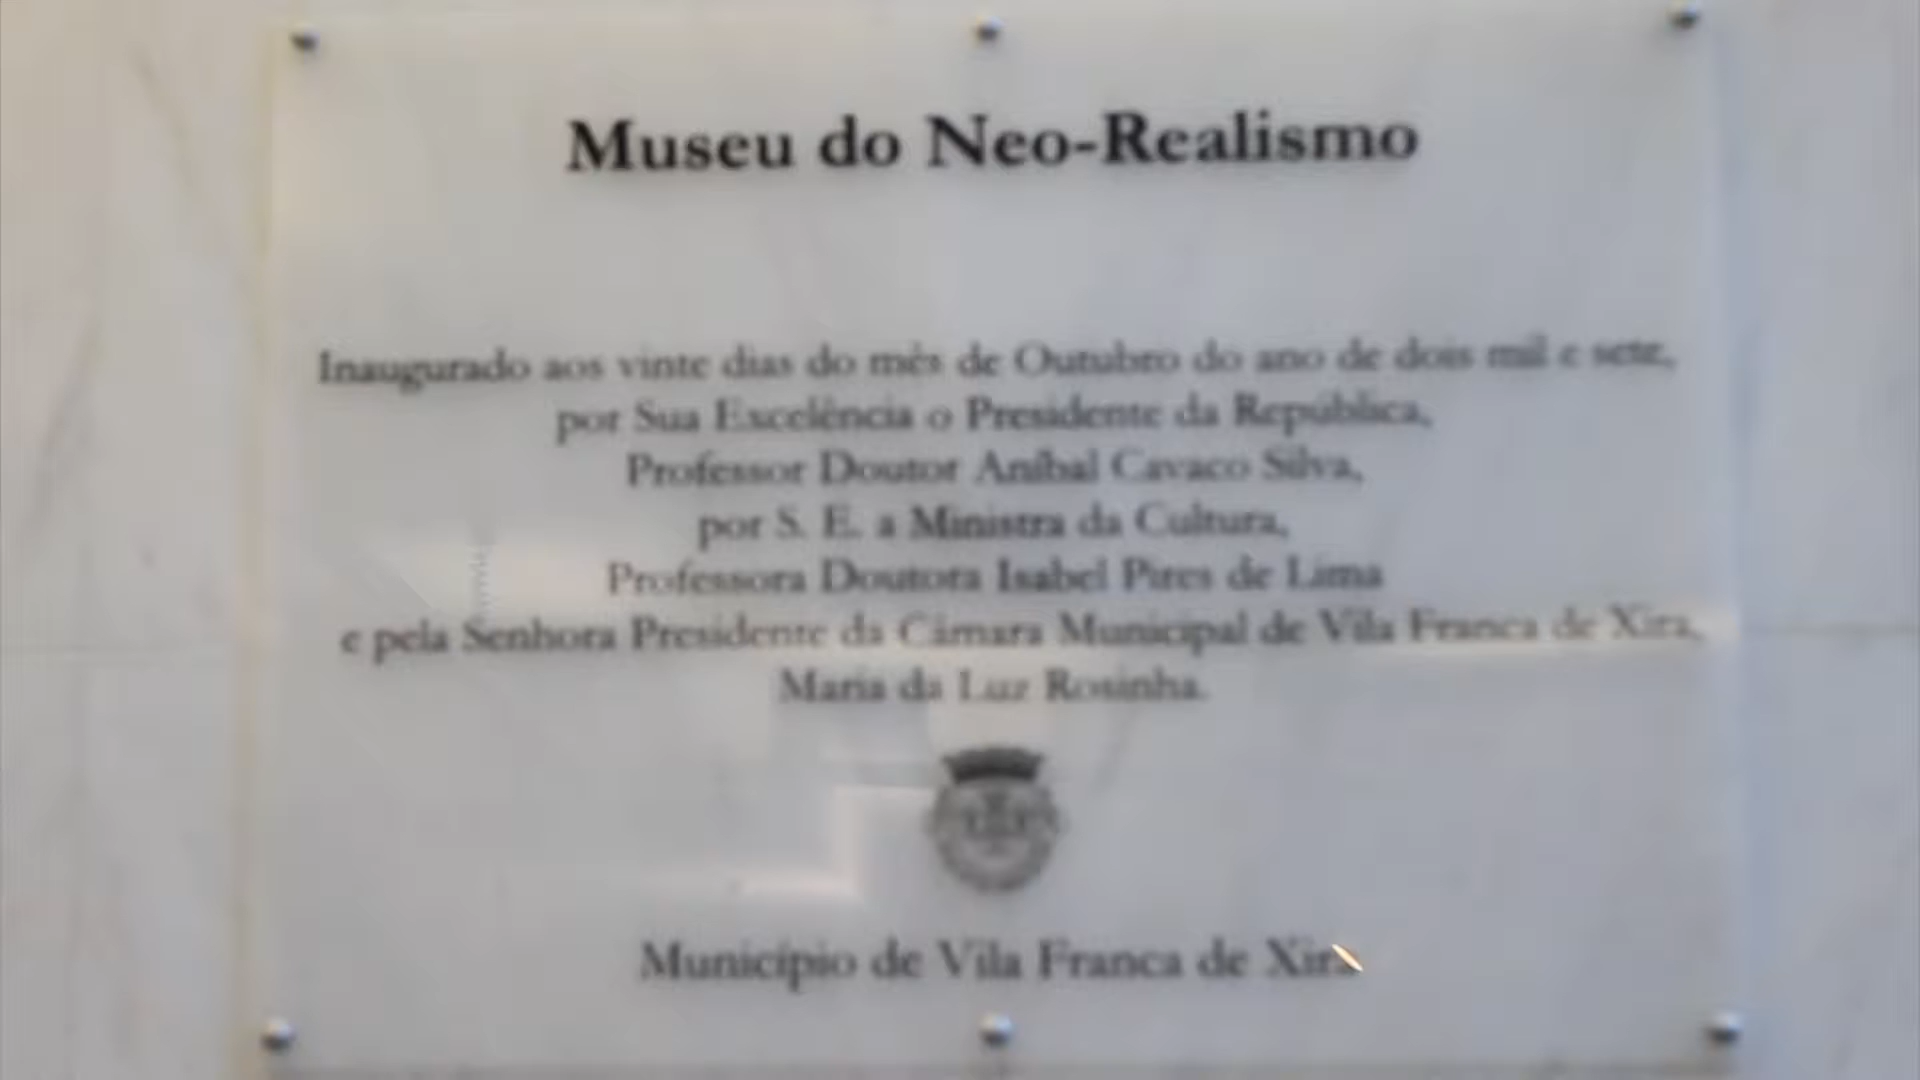 Museu do Neo-Realismo
Inaugurado aos vinte dias do mês de Outubro do ano de dois mil e sete,
por Sua Excelência o Presidente da República,
Professor Doutor Aníbal Cavaco Silva,
por S. E. a Ministra da Cultura,
Professora Doutora Isabel Pires de Lima
e pela Senhora Presidente da Câmara Municipal de Vila Franca de Xira,
Maria da Luz Rosinha.
Município de Vila Franca de Xira